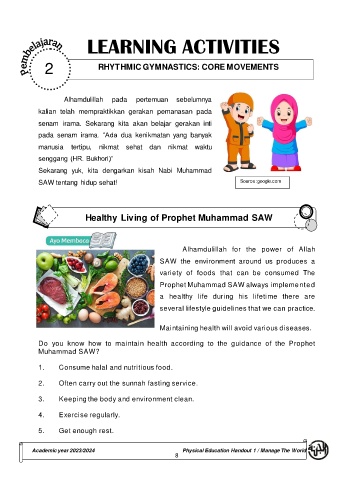 Pembelajaran
2
LEARNING ACTIVITIES
RHYTHMIC GYMNASTICS: CORE MOVEMENTS
Alhamdulillah pada pertemuan sebelumnya
kalian telah mempraktikkan gerakan pemanasan pada
senam irama. Sekarang kita akan belajar gerakan inti
pada senam irama. "Ada dua kenikmatan yang banyak
manusia tertipu, nikmat sehat dan nikmat waktu
senggang (HR. Bukhori)"
Sekarang yuk, kita dengarkan kisah Nabi Muhammad
SAW tentang hidup sehat!
Source: google.com
Healthy Living of Prophet Muhammad SAW
Ayo Membaca
Alhamdulillah for the power of Allah
SAW the environment around us produces a
variety of foods that can be consumed The
Prophet Muhammad SAW always implemented
a healthy life during his lifetime there are
several lifestyle guidelines that we can practice.
Maintaining health will avoid various diseases.
Do you know how to maintain health according to the guidance of the Prophet
Muhammad SAW?
1. Consume halal and nutritious food.
2. Often carry out the sunnah fasting service.
3. Keeping the body and environment clean.
4. Exercise regularly.
5. Get enough rest.
Academic year 2023/2024
Physical Education Handout 1 / Manage The World
8